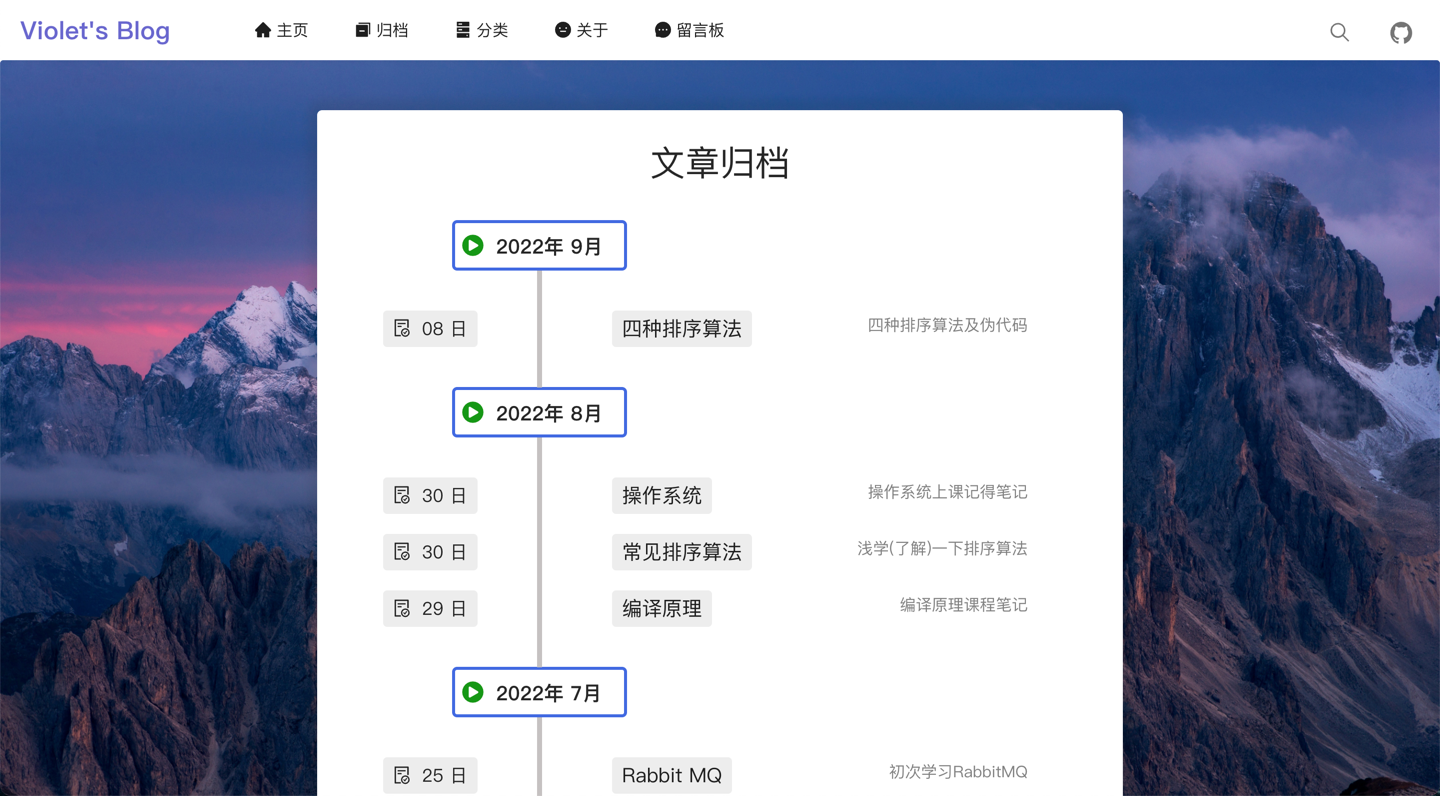 Violet's Blog 主页 归档 分类 关于 留言板
文章归档
2022年 9月
08 日 四种排序算法 四种排序算法及伪代码
2022年 8月
30 日 操作系统 操作系统上课记得笔记
30 日 常见排序算法 浅学(了解)一下排序算法
29 日 编译原理 编译原理课程笔记
2022年 7月
25 日 Rabbit MQ 初次学习RabbitMQ